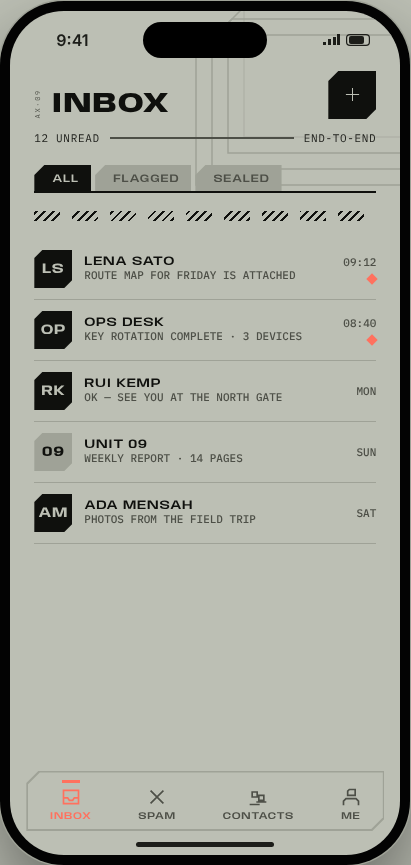 9:41
AX·09
INBOX
12 UNREAD
END-TO-END
ALL
FLAGGED
SEALED
LS
LENA SATO
09:12
ROUTE MAP FOR FRIDAY IS ATTACHED
OP
OPS DESK
08:40
KEY ROTATION COMPLETE · 3 DEVICES
RK
RUI KEMP
OK — SEE YOU AT THE NORTH GATE
MON
09
UNIT 09
WEEKLY REPORT · 14 PAGES
SUN
AM
ADA MENSAH
PHOTOS FROM THE FIELD TRIP
SAT
INBOX
SPAM
CONTACTS
ME